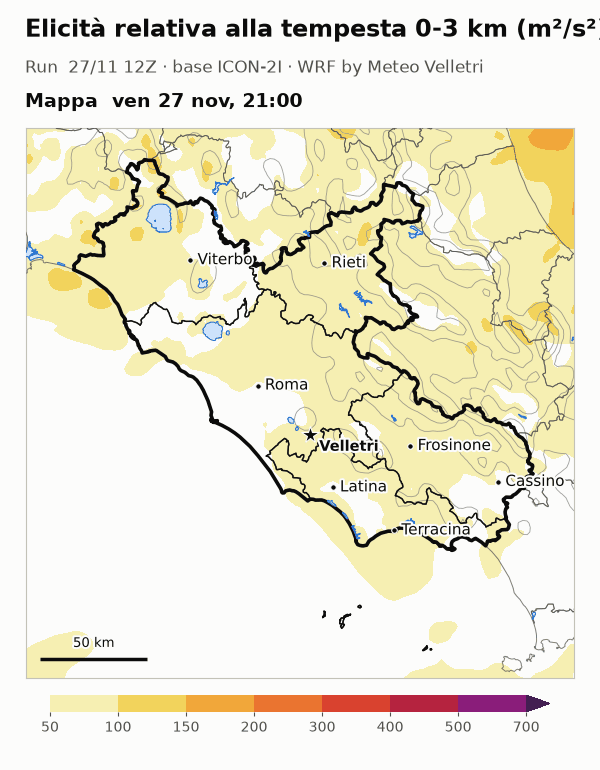 Elicità relativa alla tempesta 0-3 km (m²/s²)
Run  27/11 12Z · base ICON-2I · WRF by Meteo Velletri
Mappa  ven 27 nov, 21:00
Viterbo
Rieti
Roma
Velletri
Frosinone
Cassino
Latina
Terracina
50 km
50 100 150 200 300 400 500 700